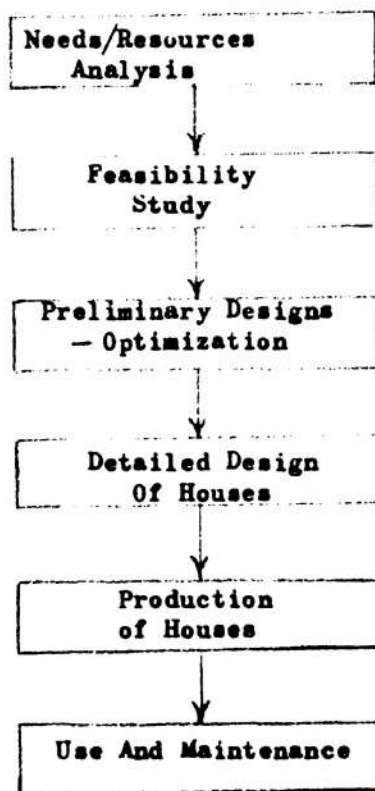 Needs/Resources
Analysis
Feasibility
Study
Preliminary Designs
— Optimization
Detailed Design
Of Houses
Production
of Houses
Use And Maintenance